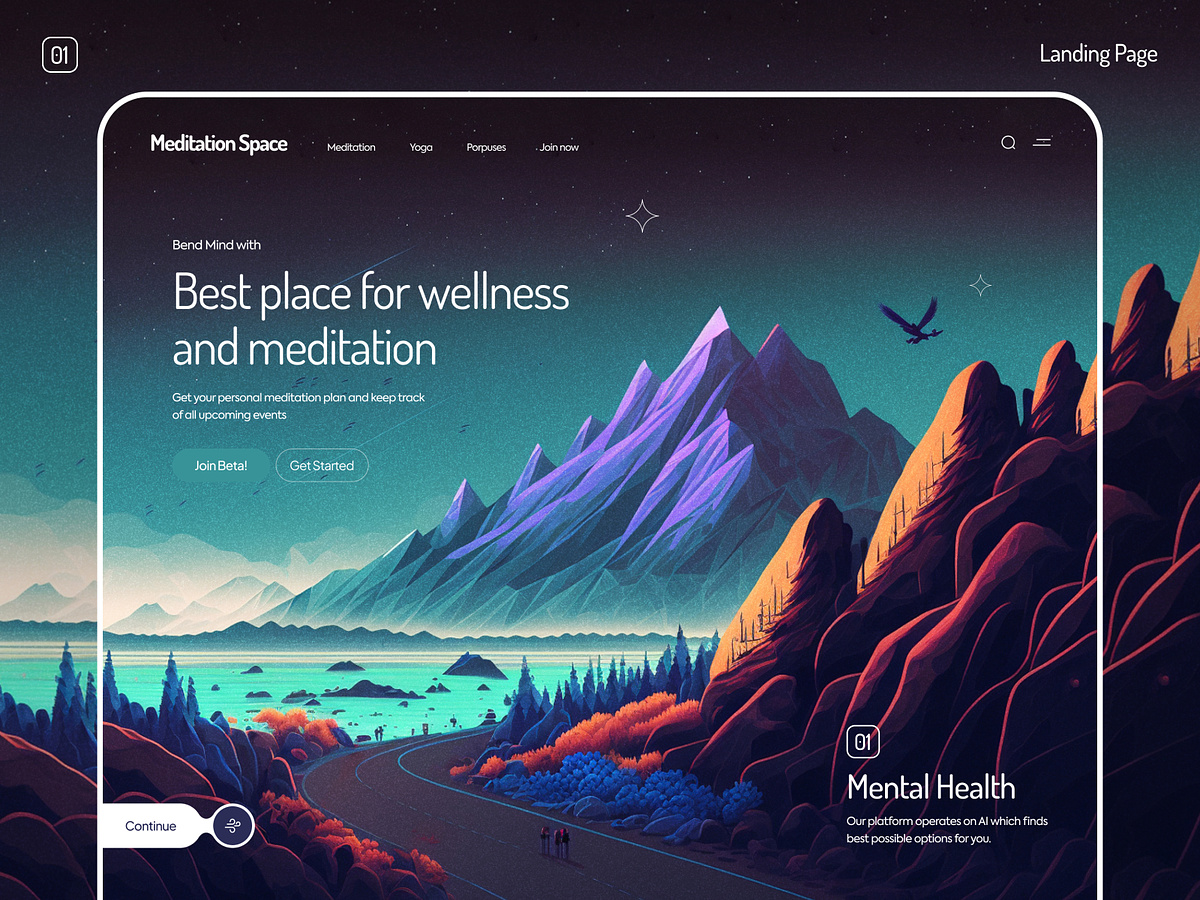 01
Landing Page
Meditation Space
Meditation
Yoga
Porpuses
Join now
Bend Mind with
Best place for wellness
and meditation
Get your personal meditation plan and keep track
of all upcoming events
Join Beta!
Get Started
01
Mental Health
Our platform operates on AI which finds
best possible options for you.
Continue